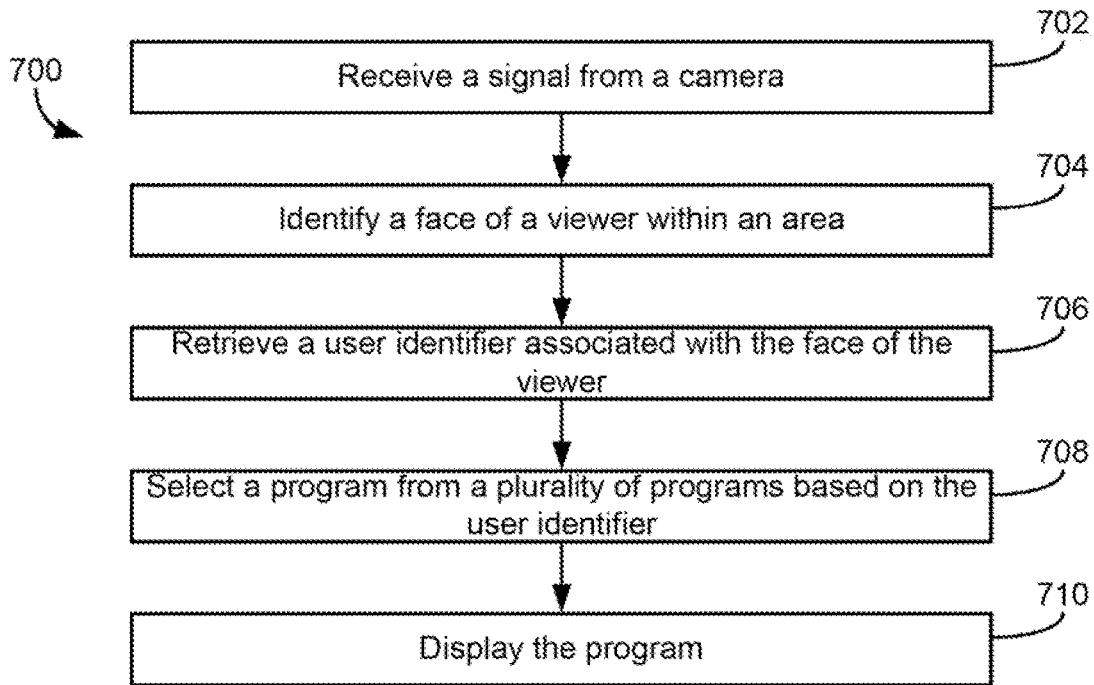 702
700
Receive a signal from a camera
704
Identify a face of a viewer within an area
706
Retrieve a user identifier associated with the face of the
viewer
708
Select a program from a plurality of programs based on the
user identifier
710
Display the program